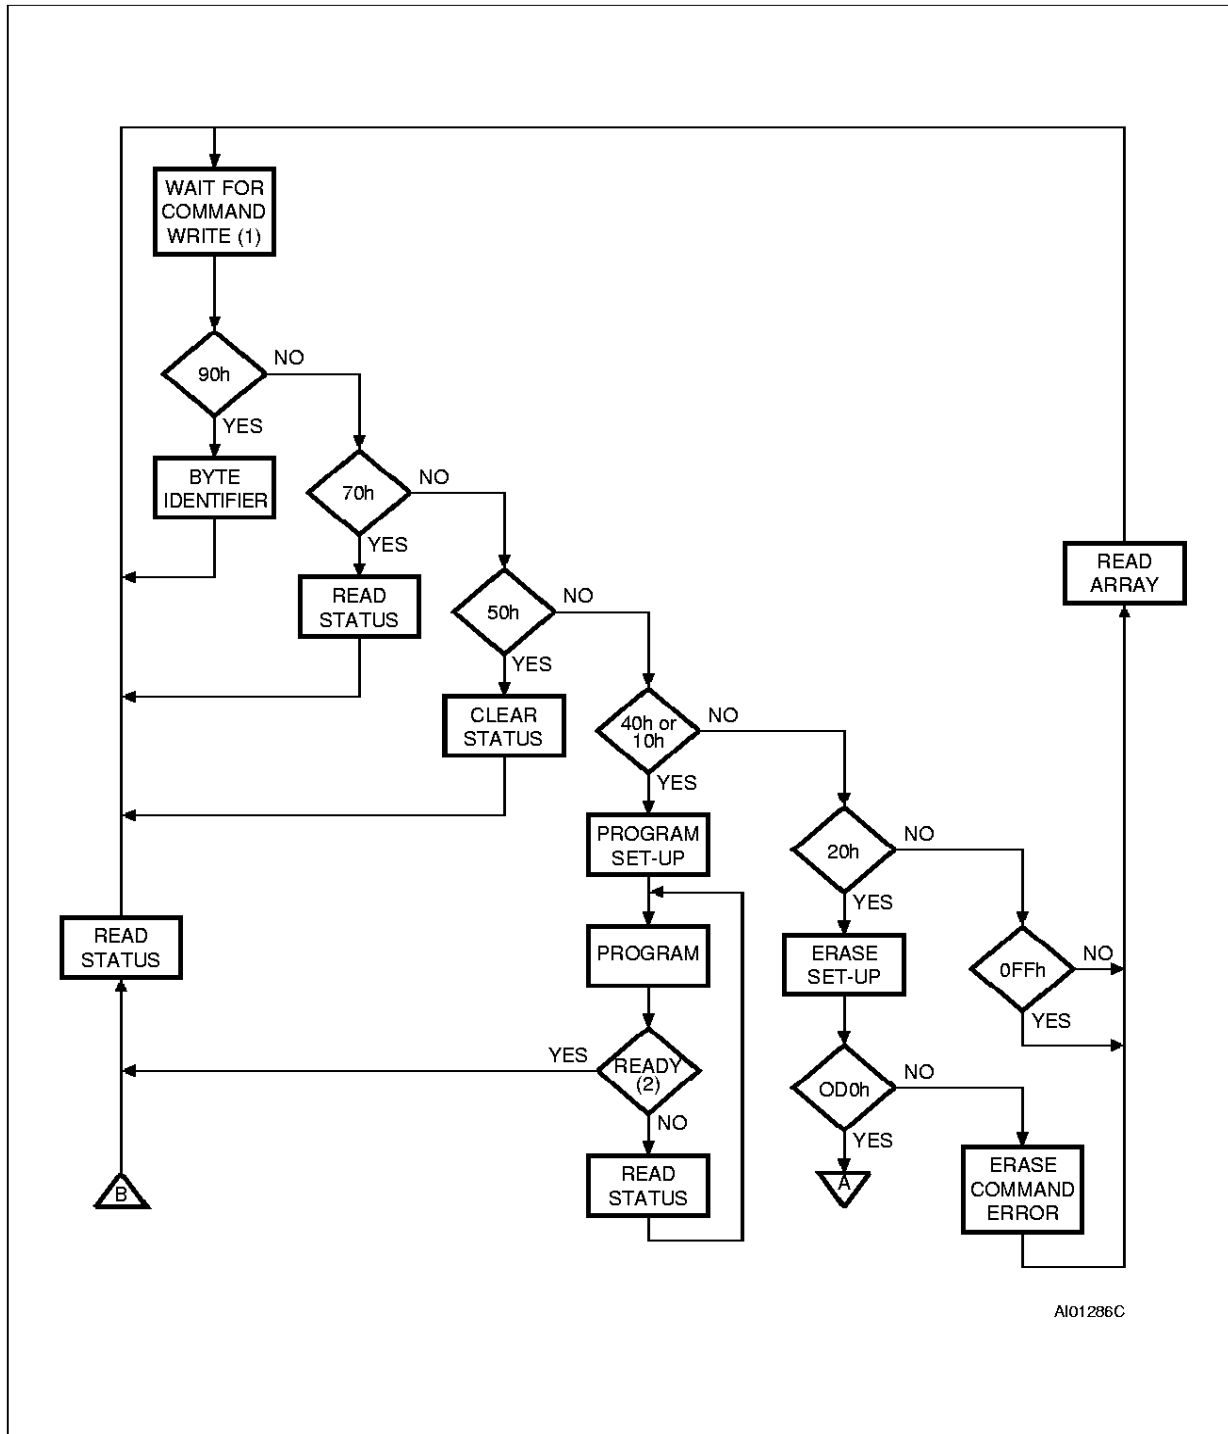 WAIT FOR
COMMAND
WRITE (1)
90h
NO
YES
BYTE
IDENTIFIER
70h
NO
YES
READ
STATUS
50h
NO
YES
CLEAR
STATUS
40h or
10h
NO
YES
PROGRAM
SET-UP
PROGRAM
READY
(2)
YES
NO
READ
STATUS
20h
NO
YES
ERASE
SET-UP
OD0h
NO
YES
A
ERASE
COMMAND
ERROR
0FFh
NO
YES
READ
ARRAY
READ
STATUS
B
AI01286C